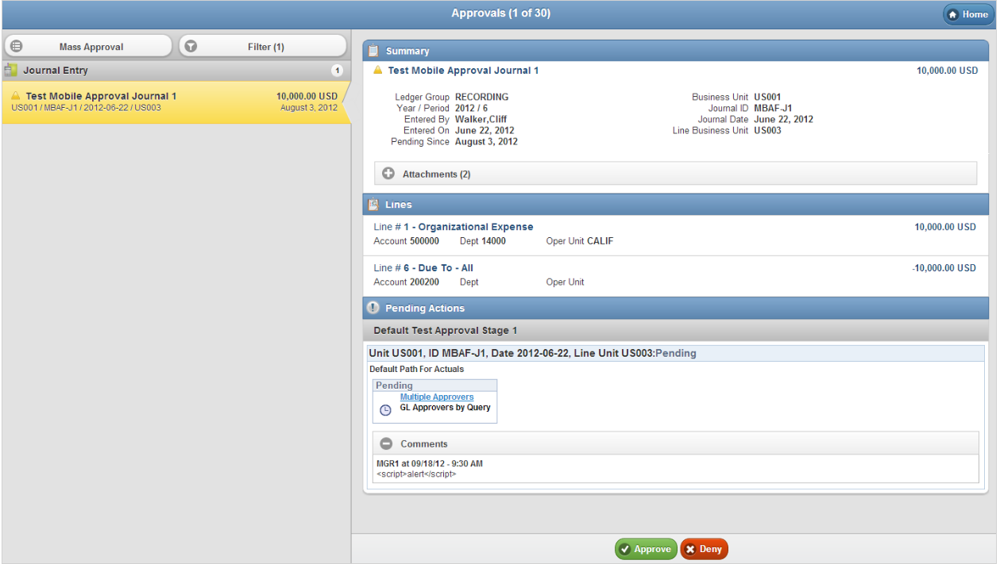 Approvals (1 of 30)
Home
Mass Approval
Filter (1)
Journal Entry
1
Test Mobile Approval Journal 1
10,000.00 USD
US001 / MBAF-J1 / 2012-06-22 / US003
August 3, 2012
Summary
Test Mobile Approval Journal 1
10,000.00 USD
Ledger Group RECORDING
Business Unit US001
Year / Period 2012 / 6
Journal ID MBAF-J1
Entered By Walker,Cliff
Journal Date June 22, 2012
Entered On June 22, 2012
Line Business Unit US003
Pending Since August 3, 2012
Attachments (2)
Lines
Line # 1 - Organizational Expense
10,000.00 USD
Account 500000 Dept 14000 Oper Unit CALIF
Line # 6 - Due To - All
-10,000.00 USD
Account 200200 Dept Oper Unit
Pending Actions
Default Test Approval Stage 1
Unit US001, ID MBAF-J1, Date 2012-06-22, Line Unit US003:Pending
Default Path For Actuals
Pending
Multiple Approvers
GL Approvers by Query
Comments
MGR1 at 09/18/12 - 9:30 AM
&lt;script&gt;alert&lt;/script&gt;
Approve
Deny